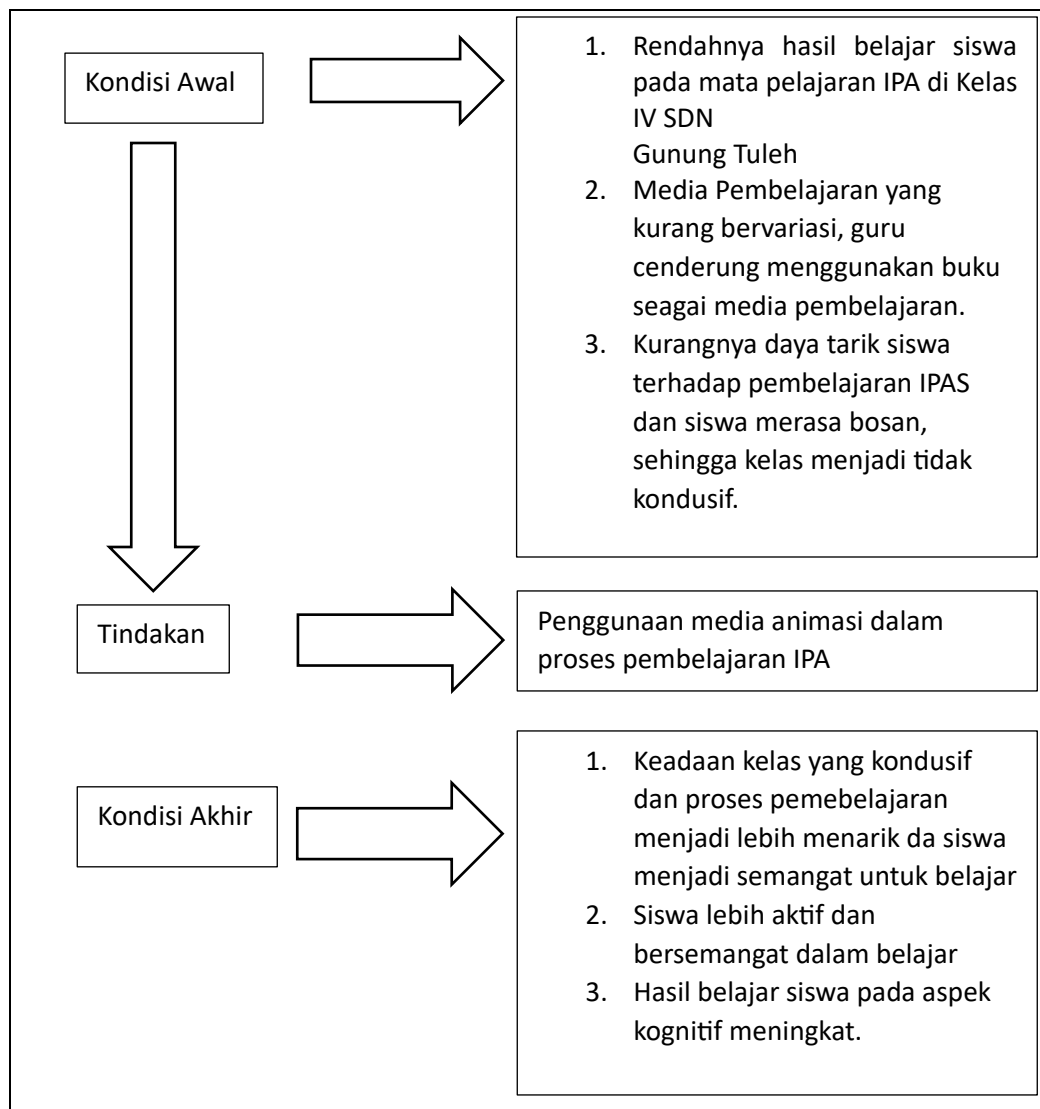 Kondisi Awal
1. Rendahnya hasil belajar siswa
pada mata pelajaran IPA di Kelas
IV SDN
Gunung Tuleh
2. Media Pembelajaran yang
kurang bervariasi, guru
cenderung menggunakan buku
seagai media pembelajaran.
3. Kurangnya daya tarik siswa
terhadap pembelajaran IPAS
dan siswa merasa bosan,
sehingga kelas menjadi tidak
kondusif.
Tindakan
Penggunaan media animasi dalam
proses pembelajaran IPA
Kondisi Akhir
1. Keadaan kelas yang kondusif
dan proses pemebelajaran
menjadi lebih menarik da siswa
menjadi semangat untuk belajar
2. Siswa lebih aktif dan
bersemangat dalam belajar
3. Hasil belajar siswa pada aspek
kognitif meningkat.